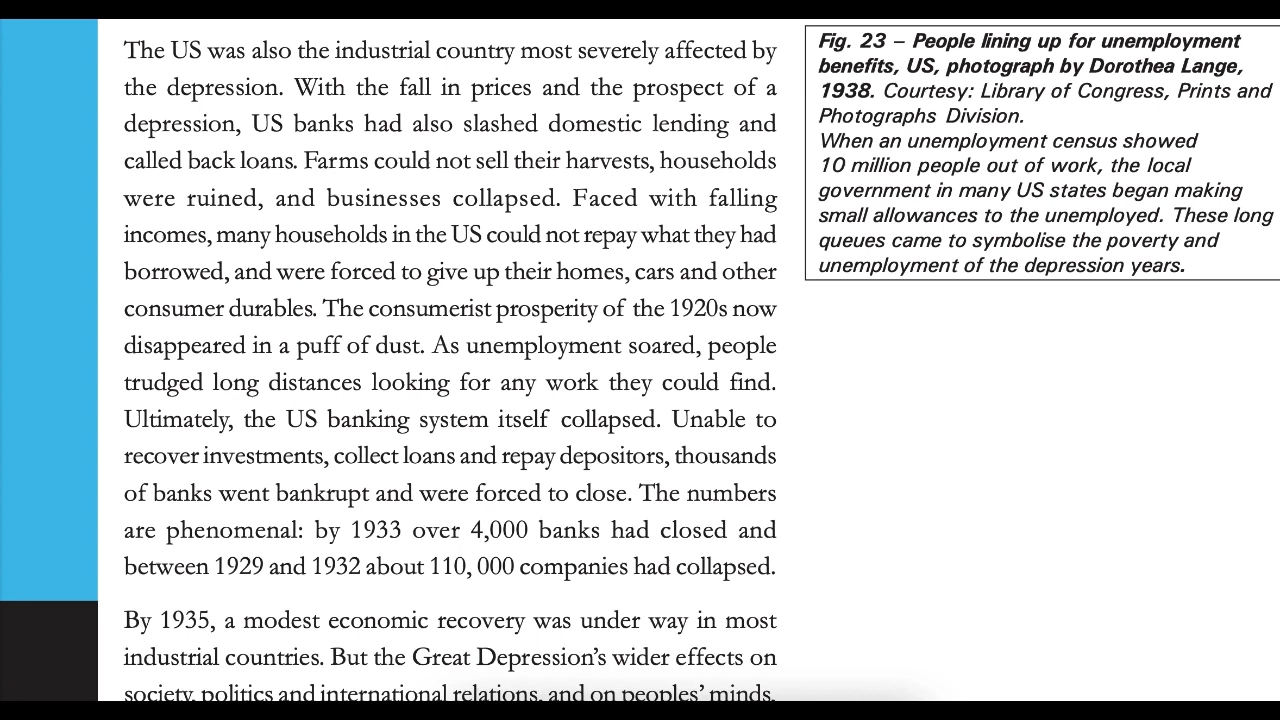 The US was also the industrial country most severely affected by
the depression. With the fall in prices and the prospect of a
depression, US banks had also slashed domestic lending and
called back loans. Farms could not sell their harvests, households
were ruined, and businesses collapsed. Faced with falling
incomes, many households in the US could not repay what they had
borrowed, and were forced to give up their homes, cars and other
consumer durables. The consumerist prosperity of the 1920s now
disappeared in a puff of dust. As unemployment soared, people
trudged long distances looking for any work they could find.
Ultimately, the US banking system itself collapsed. Unable to
recover investments, collect loans and repay depositors, thousands
of banks went bankrupt and were forced to close. The numbers
are phenomenal: by 1933 over 4,000 banks had closed and
between 1929 and 1932 about 110, 000 companies had collapsed.
By 1935, a modest economic recovery was under way in most
industrial countries. But the Great Depression’s wider effects on
society, politics and international relations, and on peoples’ minds,
Fig. 23 – People lining up for unemployment
benefits, US, photograph by Dorothea Lange,
1938. Courtesy: Library of Congress, Prints and
Photographs Division.
When an unemployment census showed
10 million people out of work, the local
government in many US states began making
small allowances to the unemployed. These long
queues came to symbolise the poverty and
unemployment of the depression years.